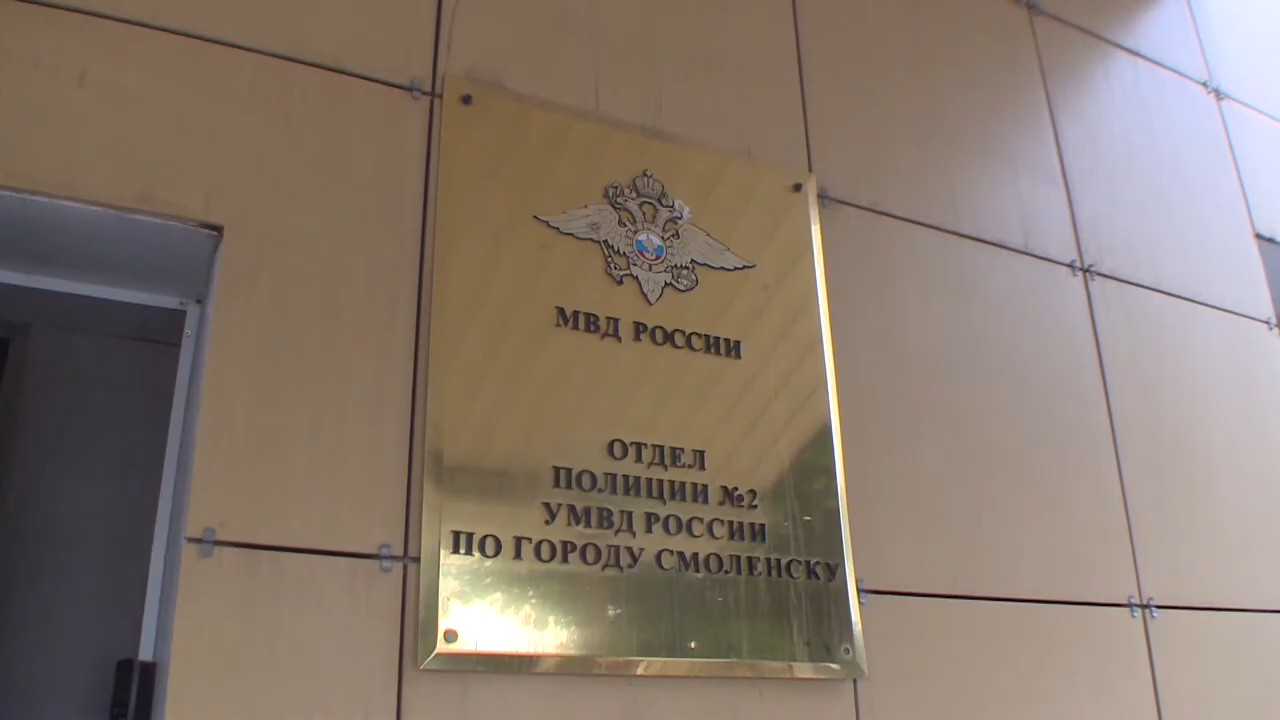 МВД РОССИИ
ОТДЕЛ
ПОЛИЦИИ №2
УМВД РОССИИ
ПО ГОРОДУ СМОЛЕНСКУ